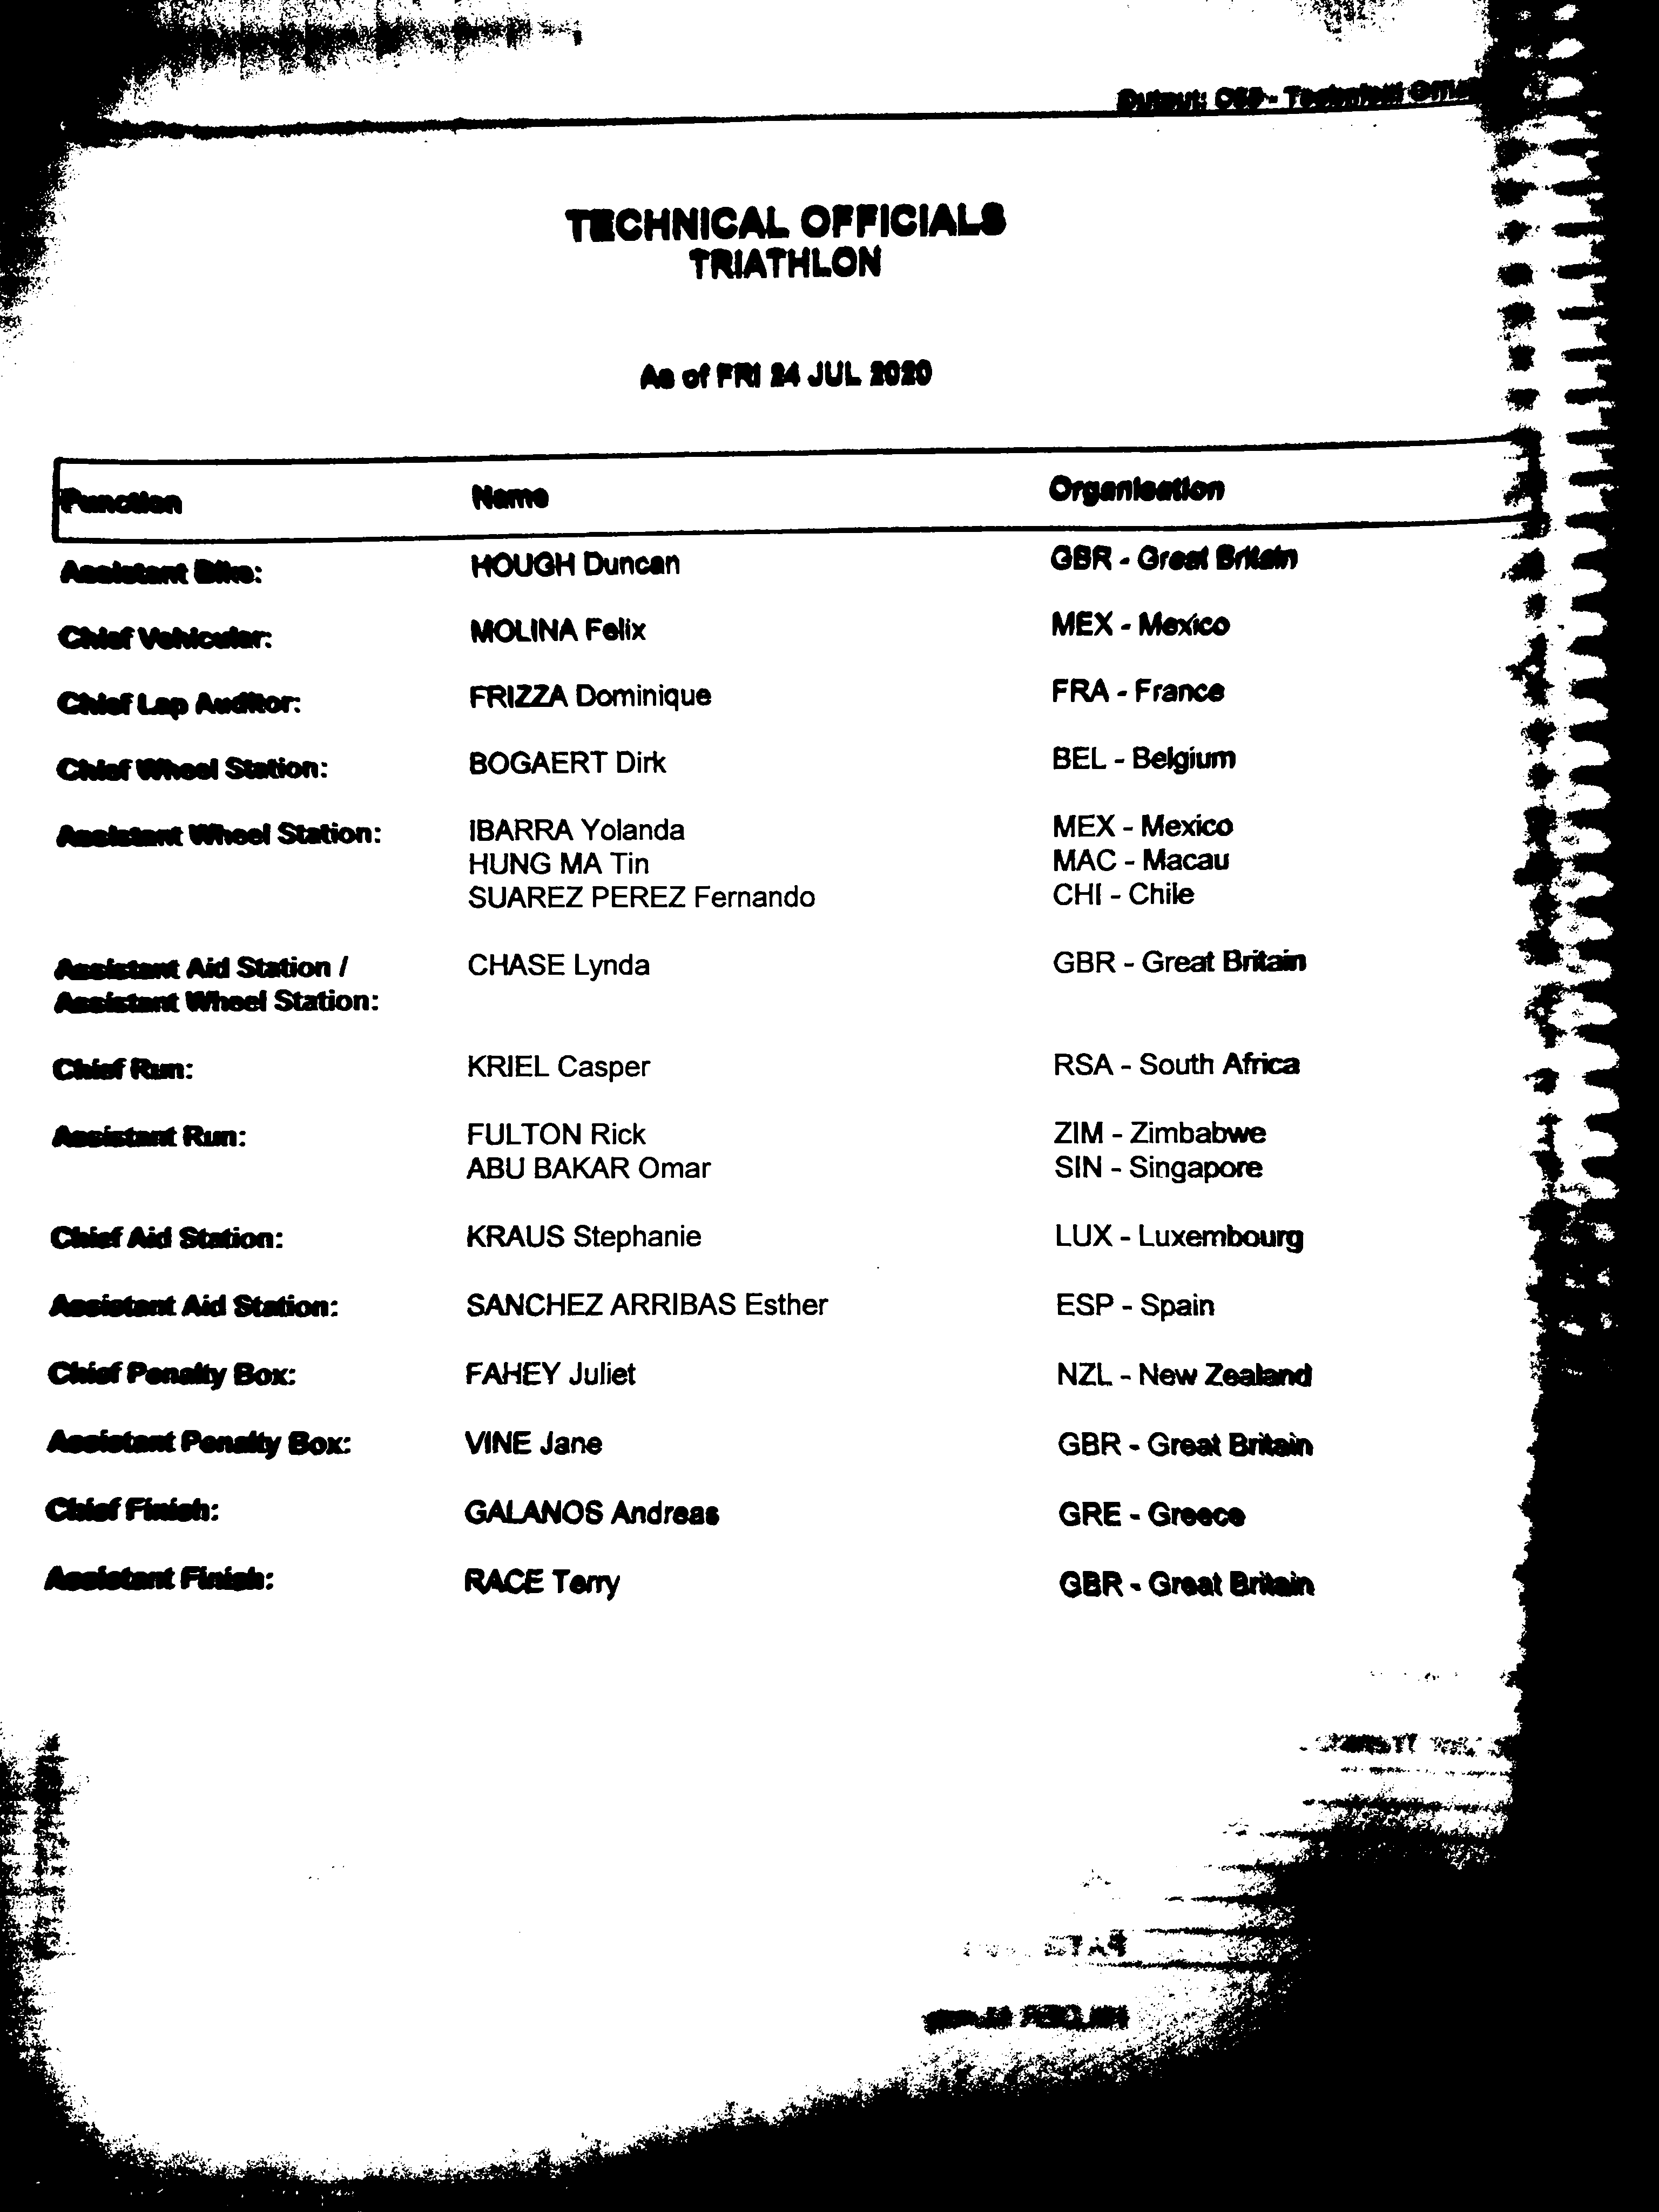 TECHNICAL OFFICIALS
TRIATHLON
As of FRI 24 JUL 2020
Function Name Organisation
Assistant Bike: HOUGH Duncan GBR - Great Britain
Chief Vehicular: MOLINA Felix MEX - Mexico
Chief Lap Auditor: FRIZZA Dominique FRA - France
Chief Wheel Station: BOGAERT Dirk BEL - Belgium
Assistant Wheel Station: IBARRA Yolanda MEX - Mexico
HUNG MA Tin MAC - Macau
SUAREZ PEREZ Fernando CHI - Chile
Assistant Aid Station / CHASE Lynda GBR - Great Britain
Assistant Wheel Station:
Chief Run: KRIEL Casper RSA - South Africa
Assistant Run: FULTON Rick ZIM - Zimbabwe
ABU BAKAR Omar SIN - Singapore
Chief Aid Station: KRAUS Stephanie LUX - Luxembourg
Assistant Aid Station: SANCHEZ ARRIBAS Esther ESP - Spain
Chief Penalty Box: FAHEY Juliet NZL - New Zealand
Assistant Penalty Box: VINE Jane GBR - Great Britain
Chief Finish: GALANOS Andreas GRE - Greece
Assistant Finish: RACE Terry GBR - Great Britain